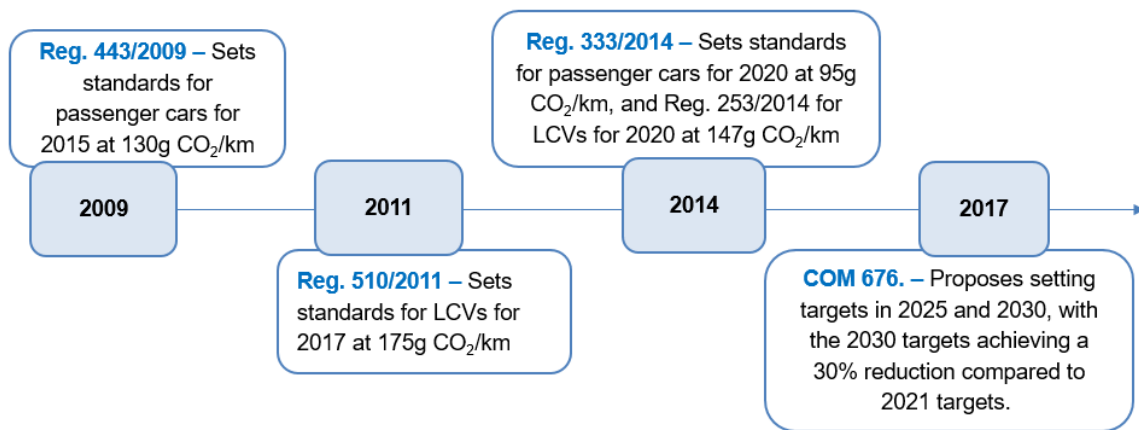 Reg. 443/2009 – Sets
standards for
passenger cars for
2015 at 130g CO₂/km
Reg. 333/2014 – Sets standards
for passenger cars for 2020 at 95g
CO₂/km, and Reg. 253/2014 for
LCVs for 2020 at 147g CO₂/km
2009
2011
2014
2017
Reg. 510/2011 – Sets
standards for LCVs for
2017 at 175g CO₂/km
COM 676. – Proposes setting
targets in 2025 and 2030, with
the 2030 targets achieving a
30% reduction compared to
2021 targets.